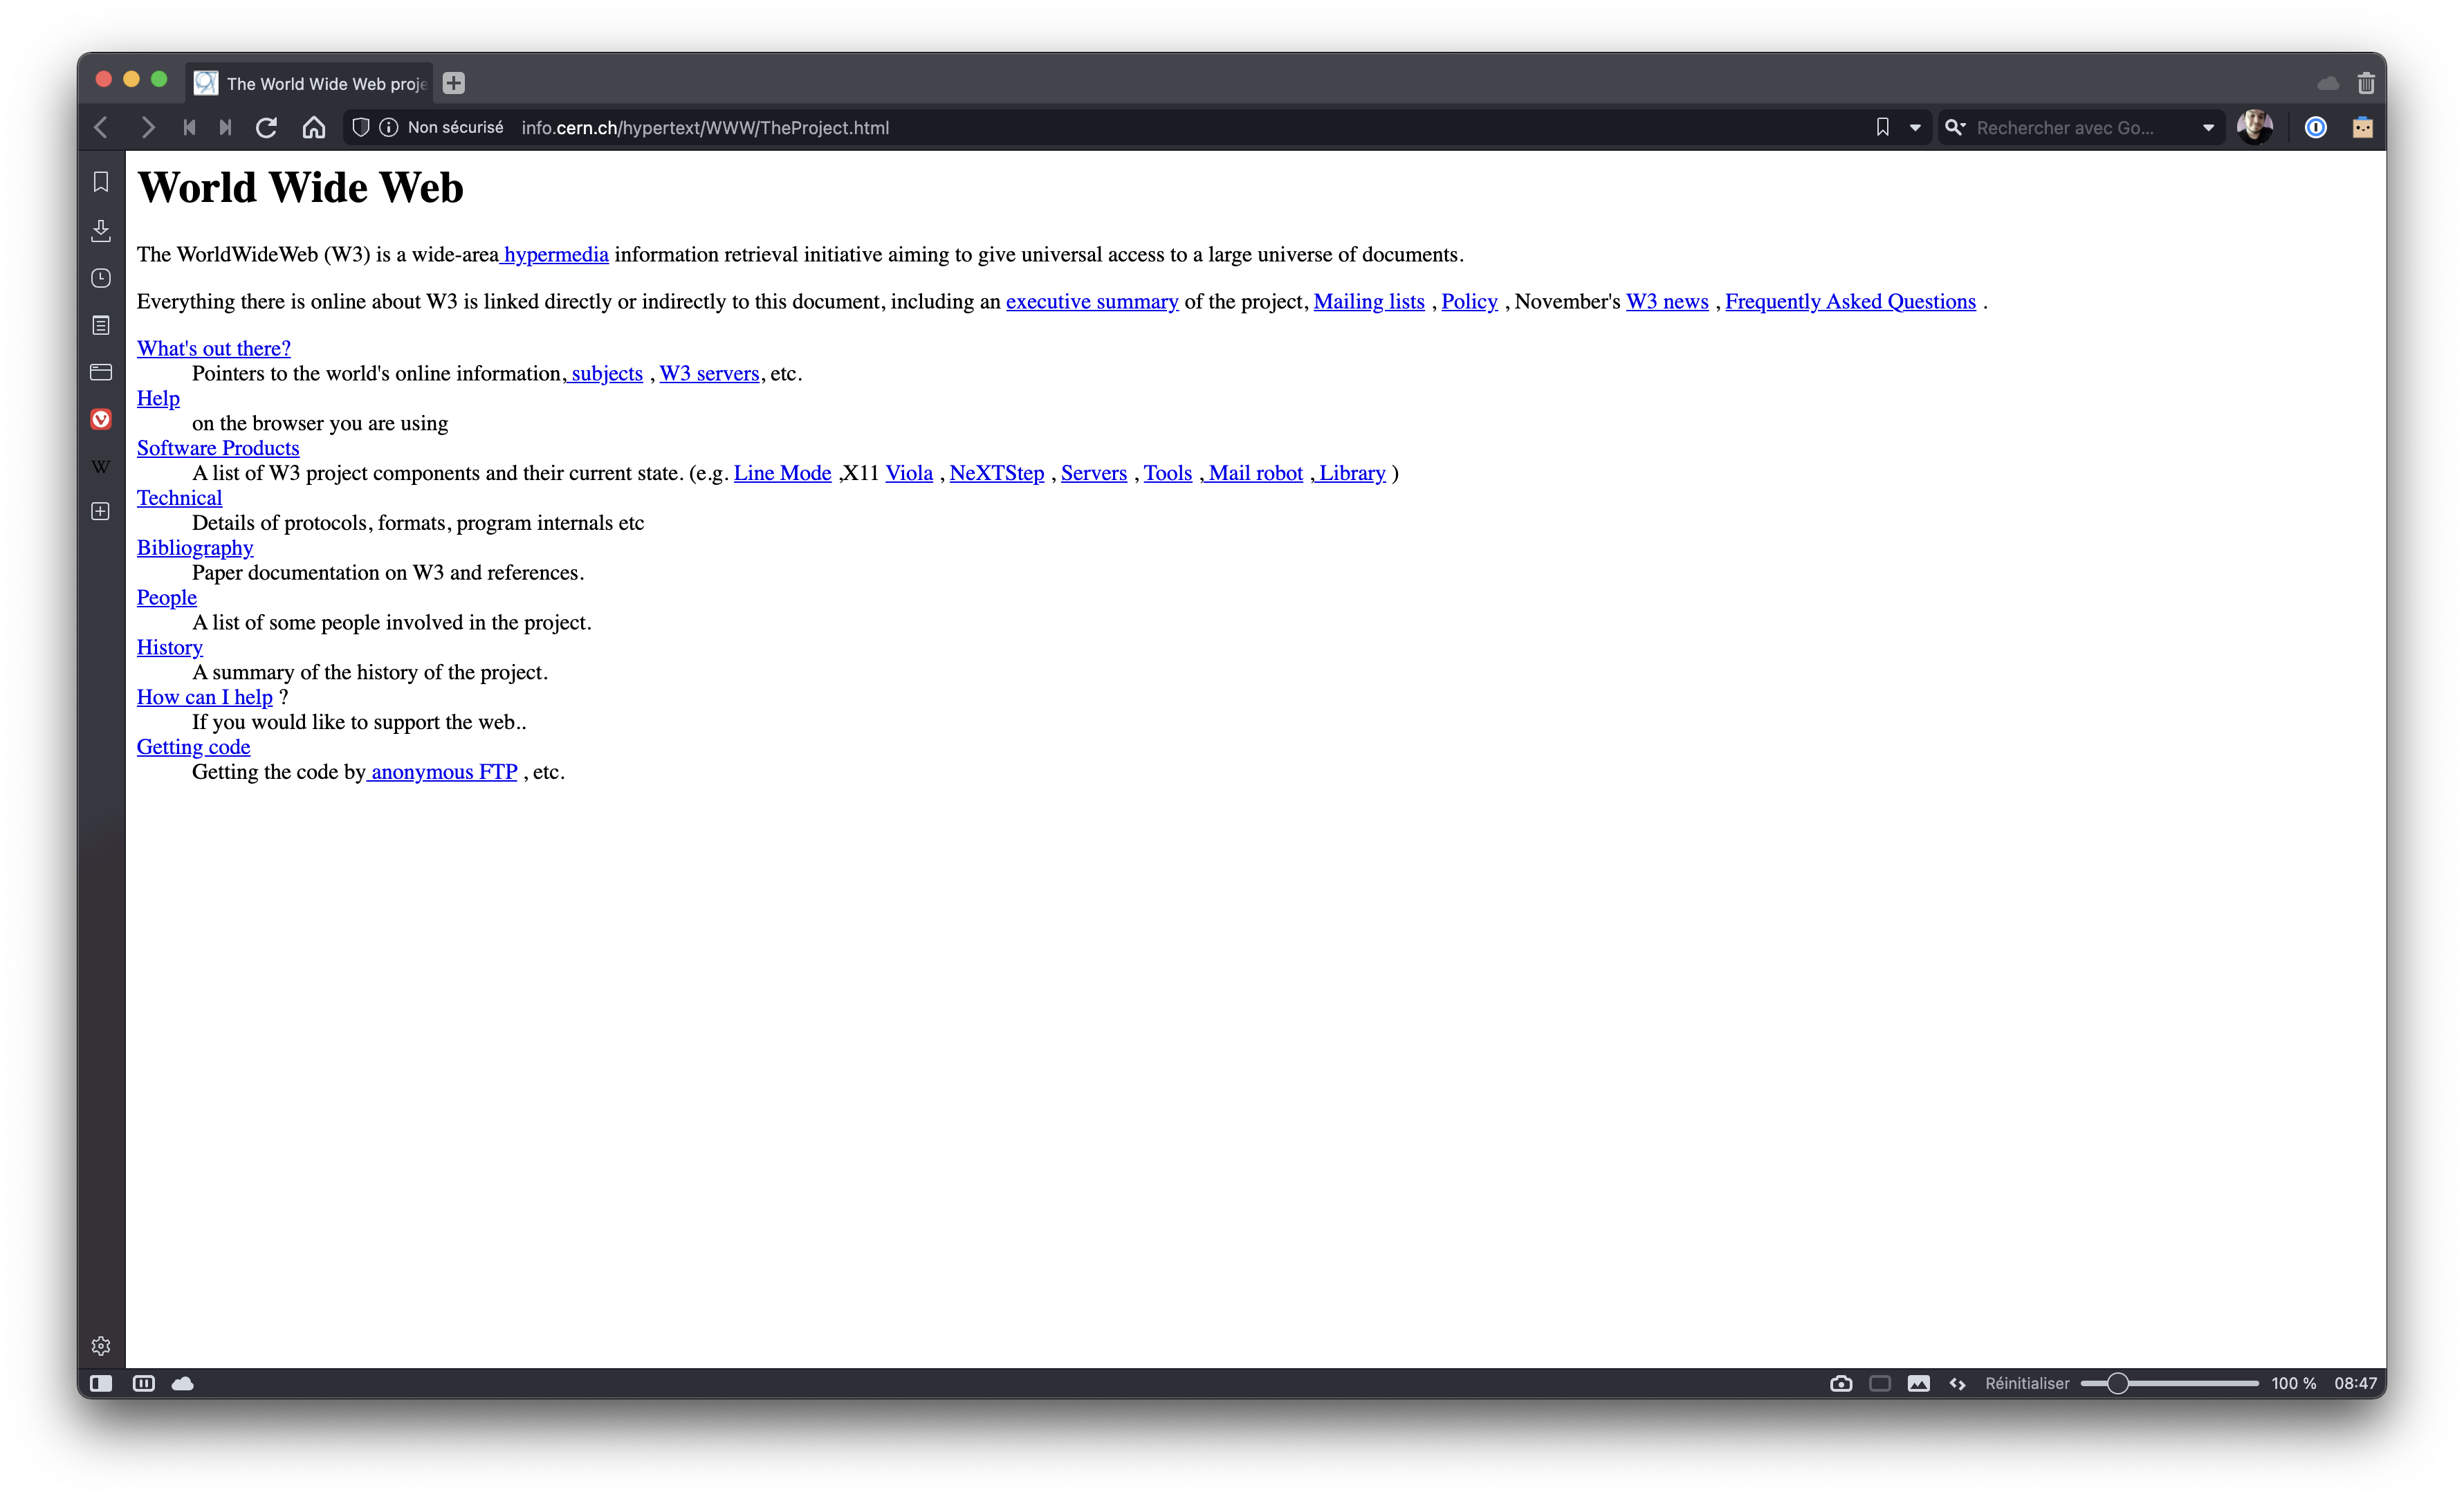 The World Wide Web proje
Non sécurisé info.cern.ch/hypertext/WWW/TheProject.html Rechercher avec Go...
World Wide Web
The WorldWideWeb (W3) is a wide-area hypermedia information retrieval initiative aiming to give universal access to a large universe of documents.
Everything there is online about W3 is linked directly or indirectly to this document, including an executive summary of the project, Mailing lists , Policy , November's W3 news , Frequently Asked Questions .
What's out there?
Pointers to the world's online information, subjects , W3 servers, etc.
Help
on the browser you are using
Software Products
A list of W3 project components and their current state. (e.g. Line Mode ,X11 Viola , NeXTStep , Servers , Tools , Mail robot , Library )
Technical
Details of protocols, formats, program internals etc
Bibliography
Paper documentation on W3 and references.
People
A list of some people involved in the project.
History
A summary of the history of the project.
How can I help ?
If you would like to support the web..
Getting code
Getting the code by anonymous FTP , etc.
W
Réinitialiser 100 % 08:47